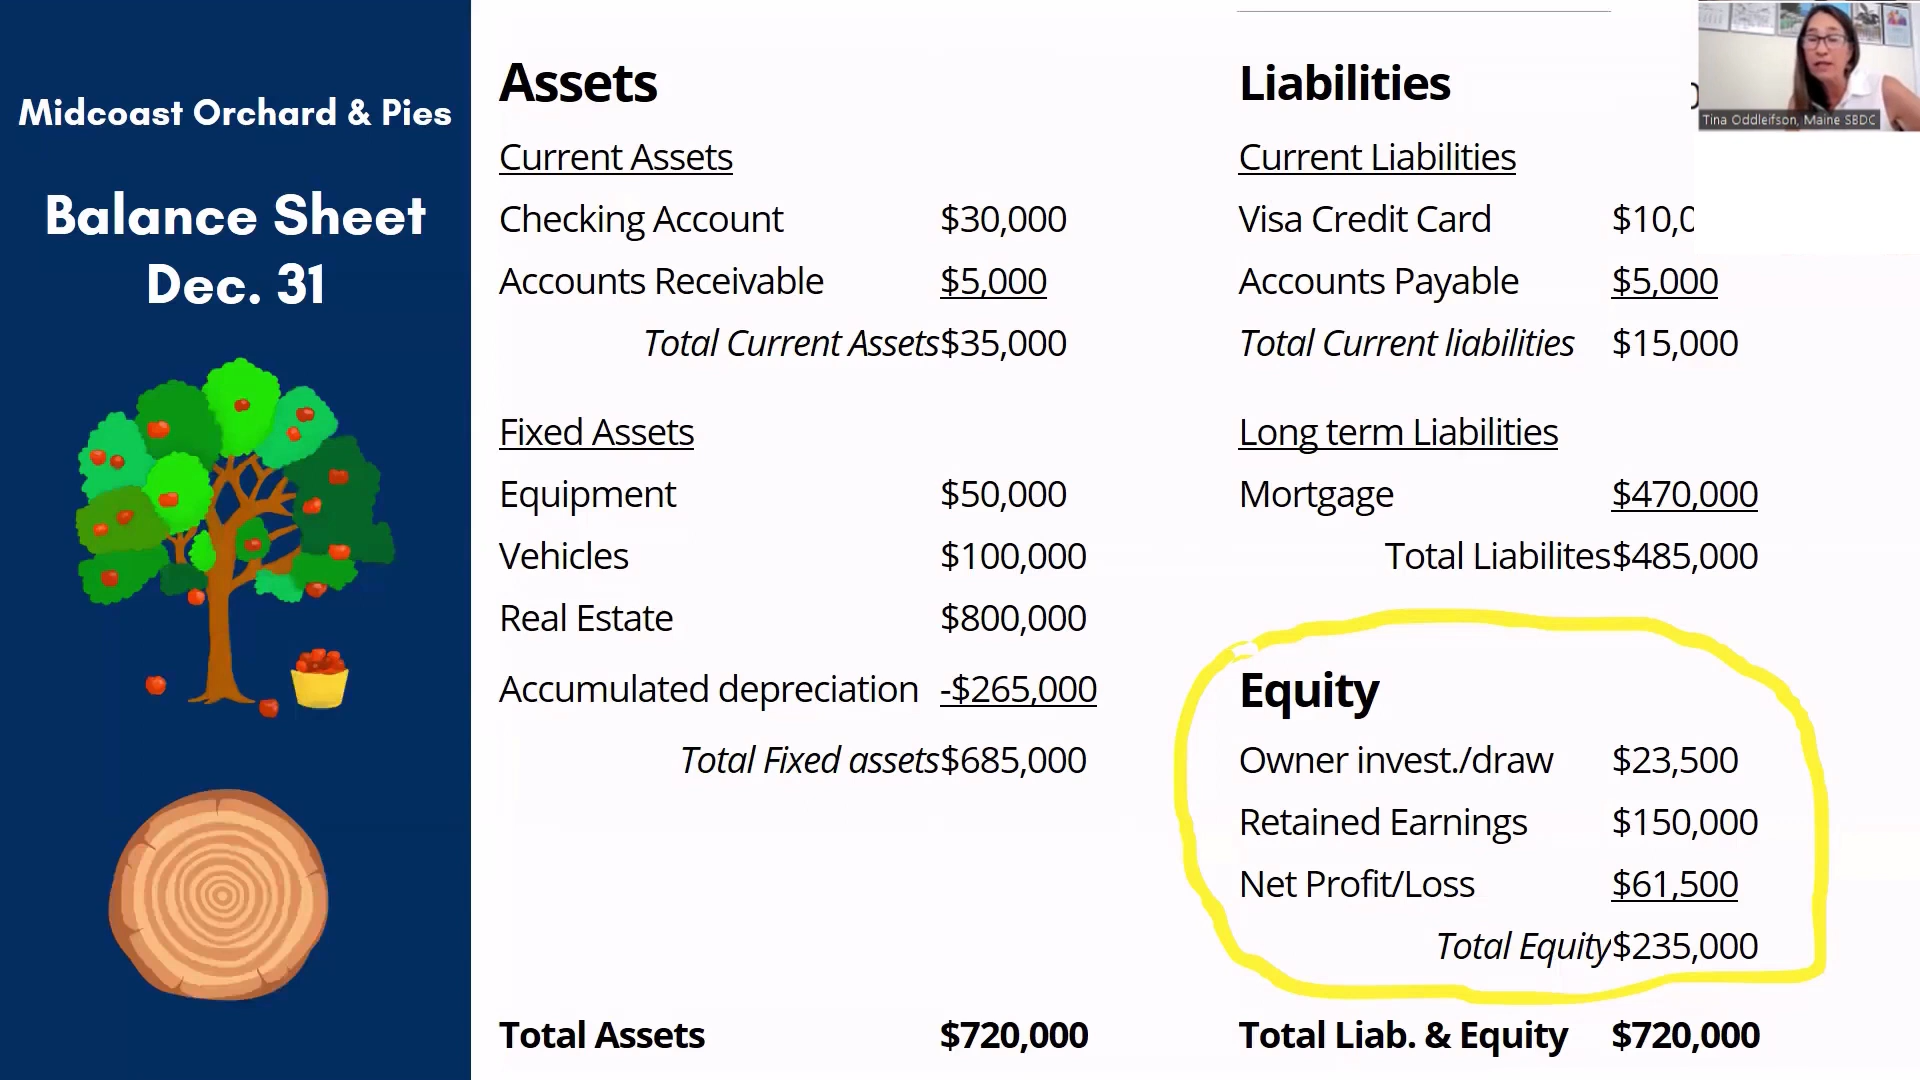 Midcoast Orchard & Pies
Balance Sheet
Dec. 31
Assets
Current Assets
Checking Account $30,000
Accounts Receivable $5,000
Total Current Assets $35,000
Fixed Assets
Equipment $50,000
Vehicles $100,000
Real Estate $800,000
Accumulated depreciation -$265,000
Total Fixed assets $685,000
Total Assets $720,000
Liabilities
Current Liabilities
Visa Credit Card $10,0
Accounts Payable $5,000
Total Current liabilities $15,000
Long term Liabilities
Mortgage $470,000
Total Liabilites $485,000
Equity
Owner invest./draw $23,500
Retained Earnings $150,000
Net Profit/Loss $61,500
Total Equity $235,000
Total Liab. & Equity $720,000
Tina Oddleifson, Maine SBDC